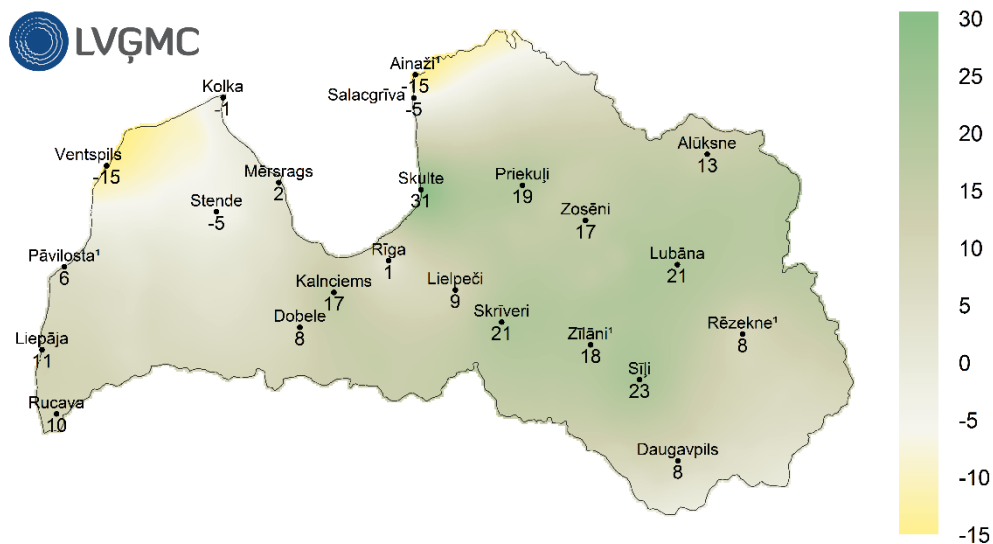 LVĢMC
30
25
20
15
10
5
0
-5
-10
-15
Ainaži¹
-15
Kolka
-1
Salacgrīva
-5
Ventspils
-15
Mērsrags
2
Stende
-5
Skulte
31
Priekuļi
19
Alūksne
13
Zosēni
17
Pāvilosta¹
6
Rīga
1
Lubāna
21
Kalnciems
17
Lielpeči
9
Dobele
8
Skrīveri
21
Liepāja
11
Zīlāni¹
18
Rēzekne¹
8
Sīļi
23
Rucava
10
Daugavpils
8